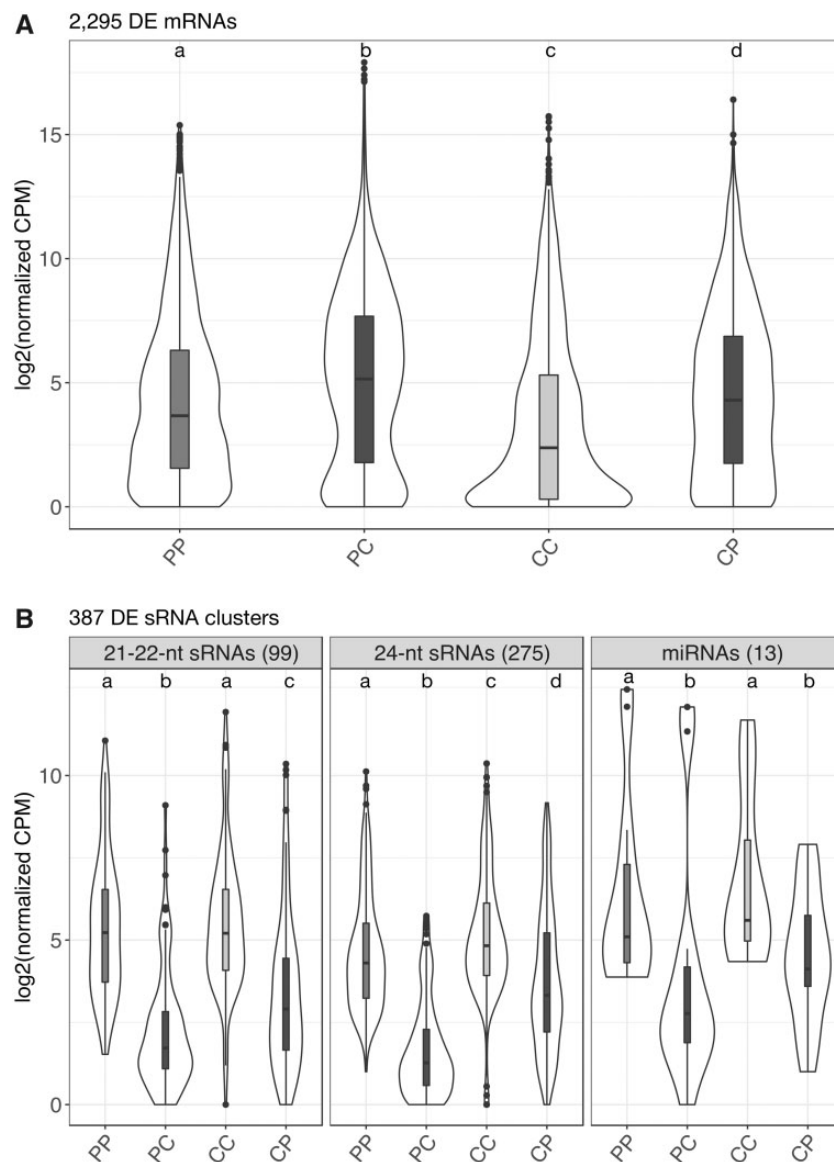 A 2,295 DE mRNAs
a b c d
15
10
5
0
log2(normalized CPM)
PP PC CC CP
B 387 DE sRNA clusters
21-22-nt sRNAs (99) 24-nt sRNAs (275) miRNAs (13)
a b a c a b c d a b a b
10
5
0
log2(normalized CPM)
PP PC CC CP PP PC CC CP PP PC CC CP